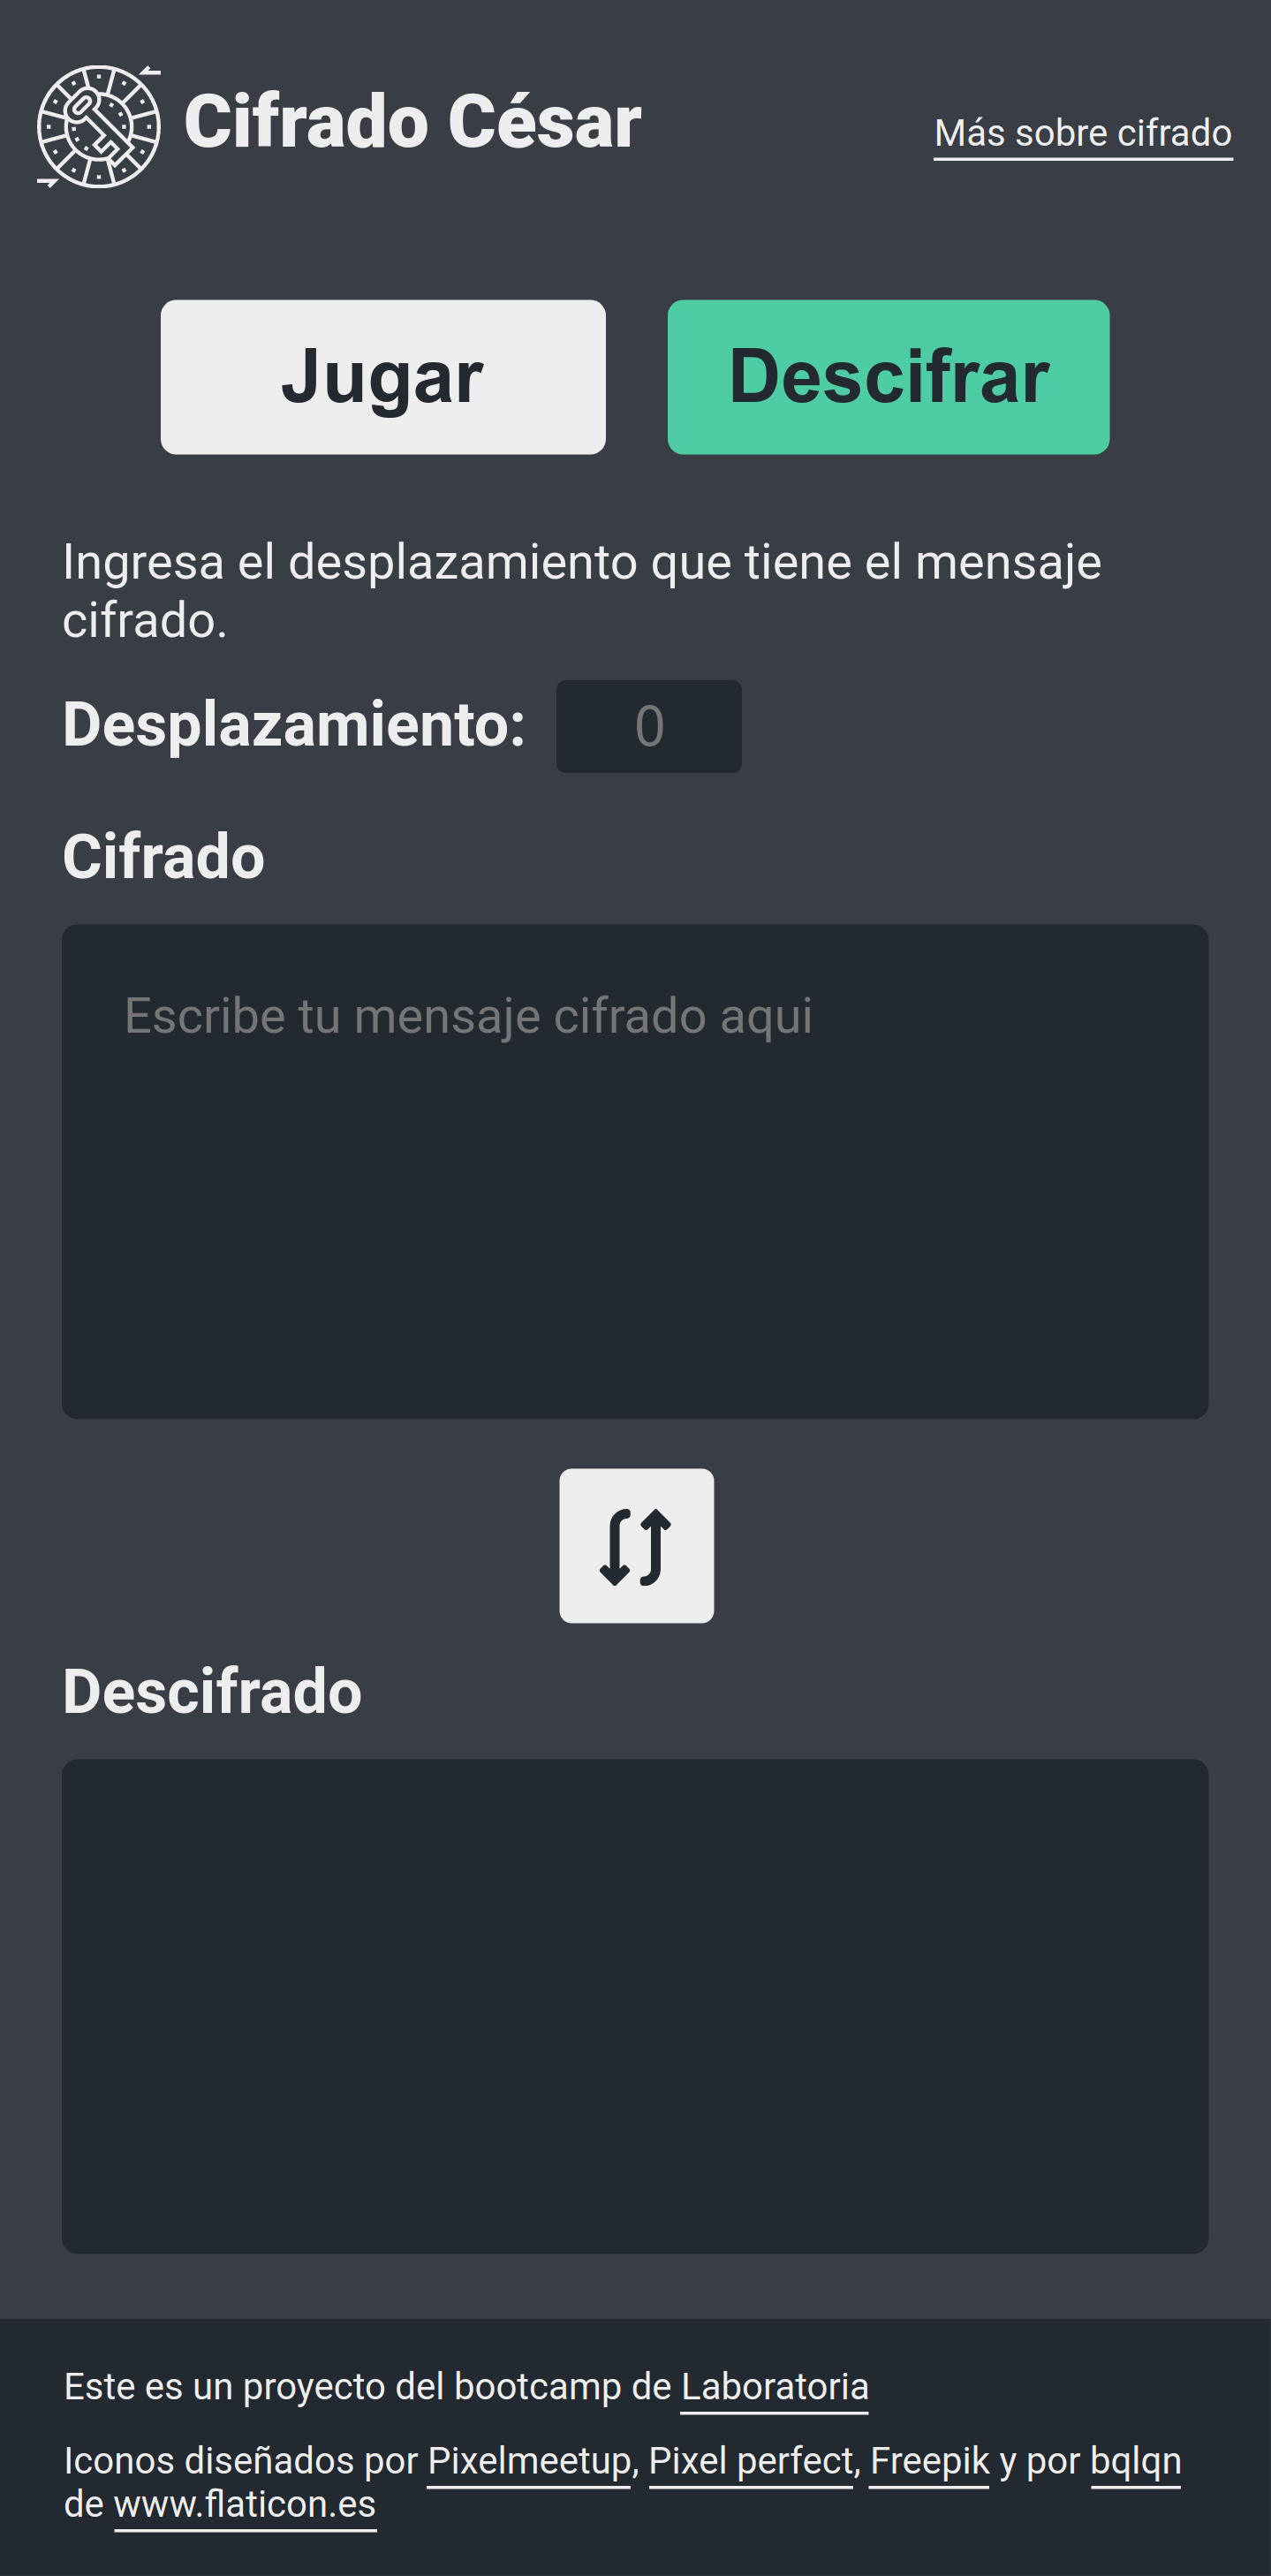 Cifrado César
Más sobre cifrado
Jugar
Descifrar
Ingresa el desplazamiento que tiene el mensaje
cifrado.
Desplazamiento: 0
Cifrado
Escribe tu mensaje cifrado aqui
Descifrado
Este es un proyecto del bootcamp de Laboratoria
Iconos diseñados por Pixelmeetup, Pixel perfect, Freepik y por bqlqn
de www.flaticon.es